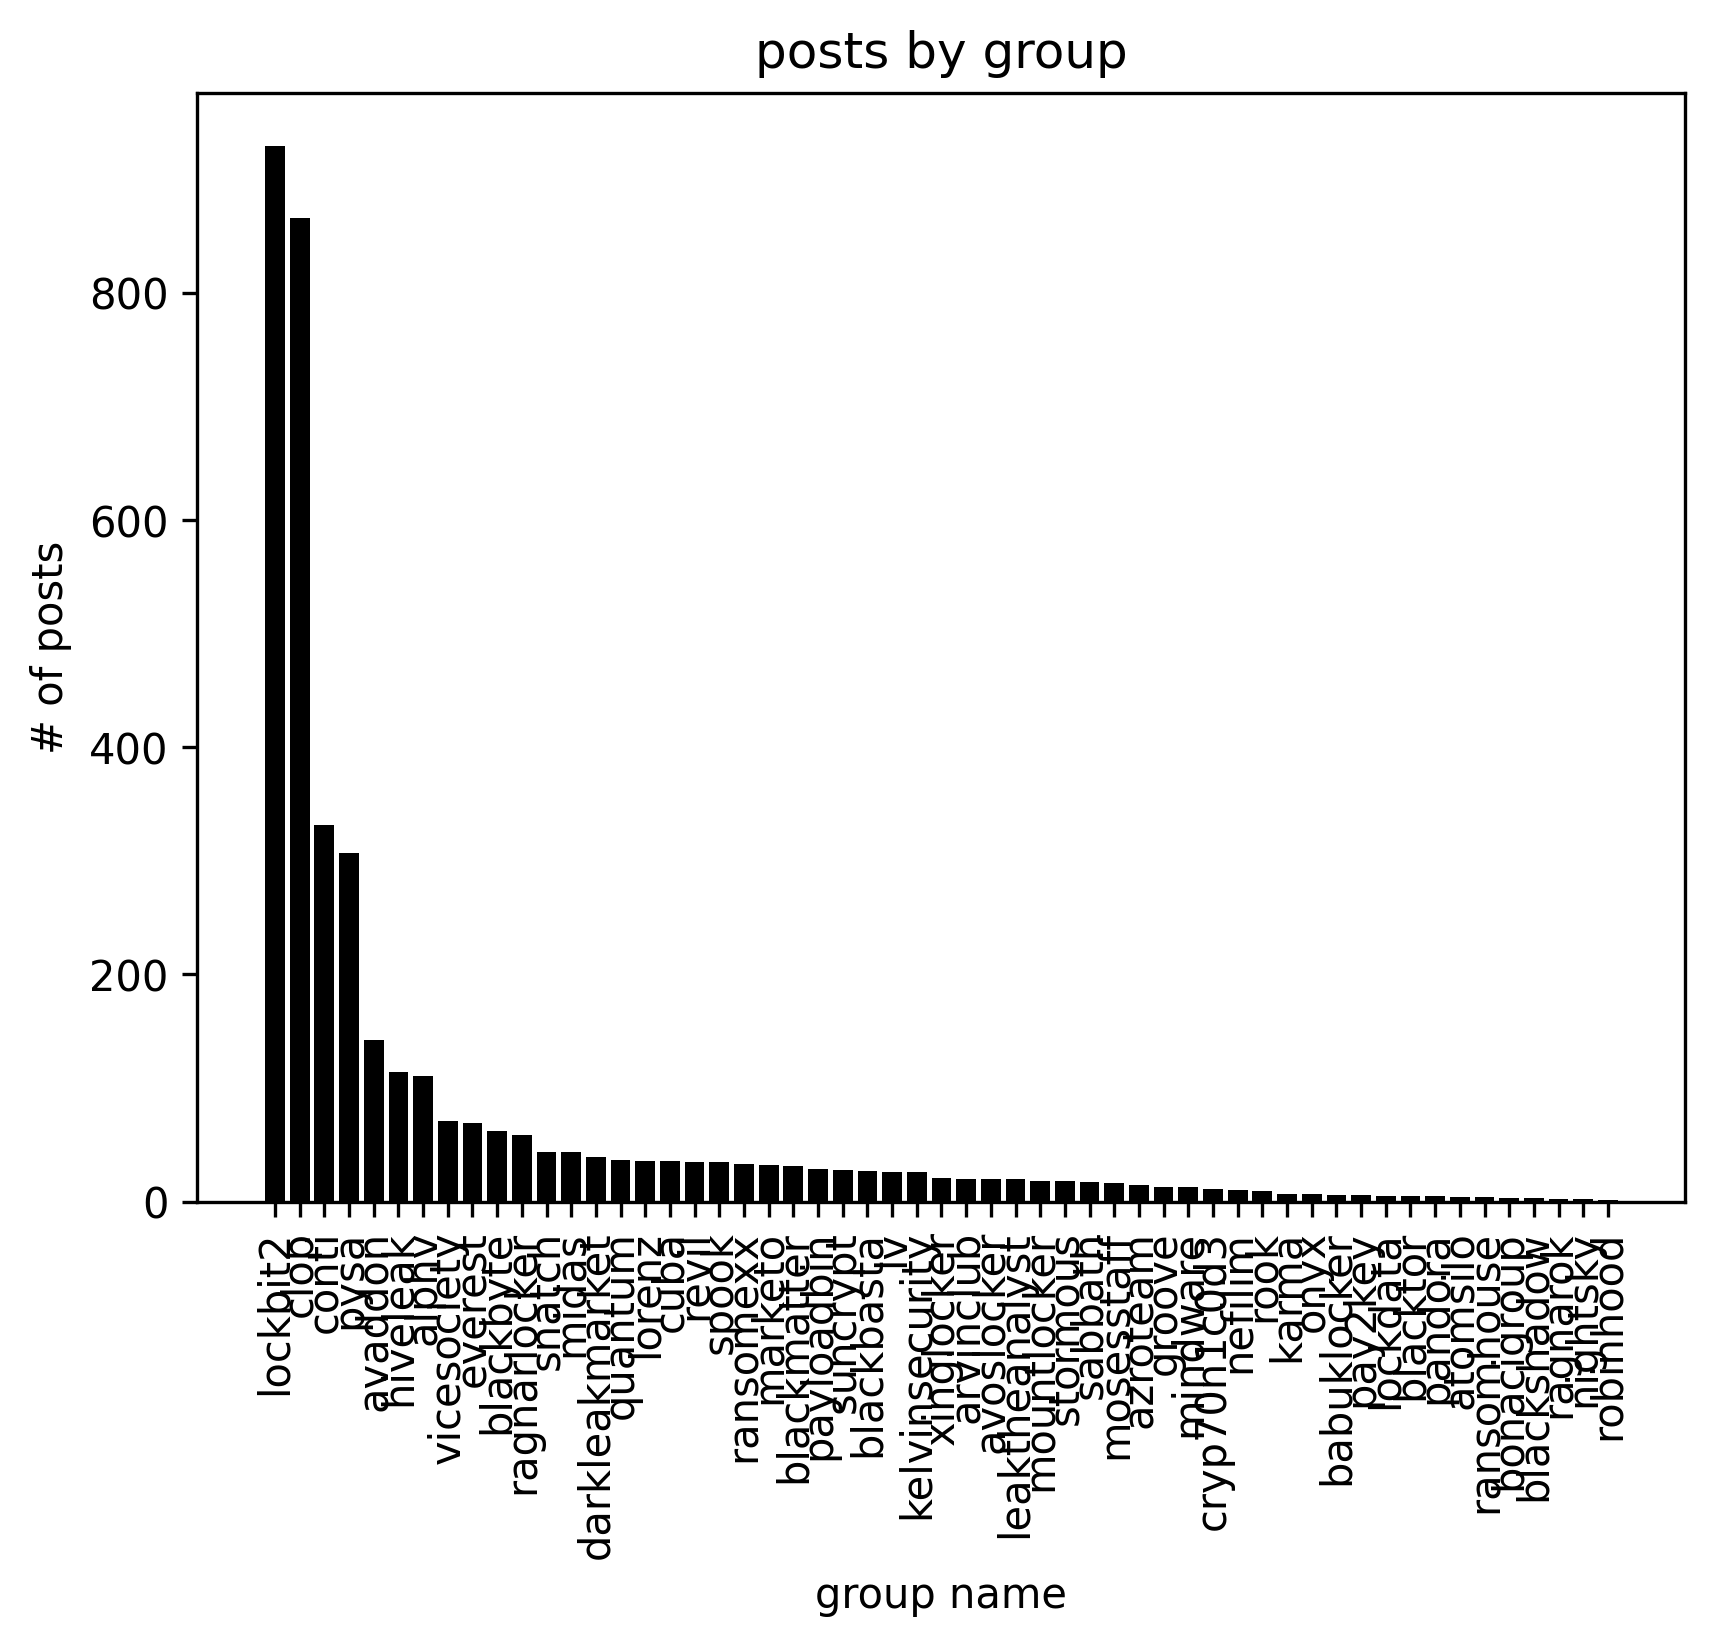 posts by group
# of posts
800
600
400
200
0
lockbit2
clop
conti
pysa
avaddon
hiveleak
alphv
vicesociety
everest
blackbyte
ragnarlocker
snatch
midas
darkleakmarket
quantum
lorenz
cuba
revil
spook
ransomexx
marketo
blackmatter
payloadbin
suncrypt
blackbasta
lv
kelvinsecurity
xinglocker
arvinclub
avoslocker
leaktheanalyst
mountlocker
stormous
sabbath
mosesstaff
azroteam
groove
mindware
cryp70n1c0d3
nefilim
rook
karma
onyx
babuklocker
pay2key
lockdata
blacktor
pandora
atomsilo
ransomhouse
bonacigroup
blackshadow
ragnarok
nightsky
robinhood
group name